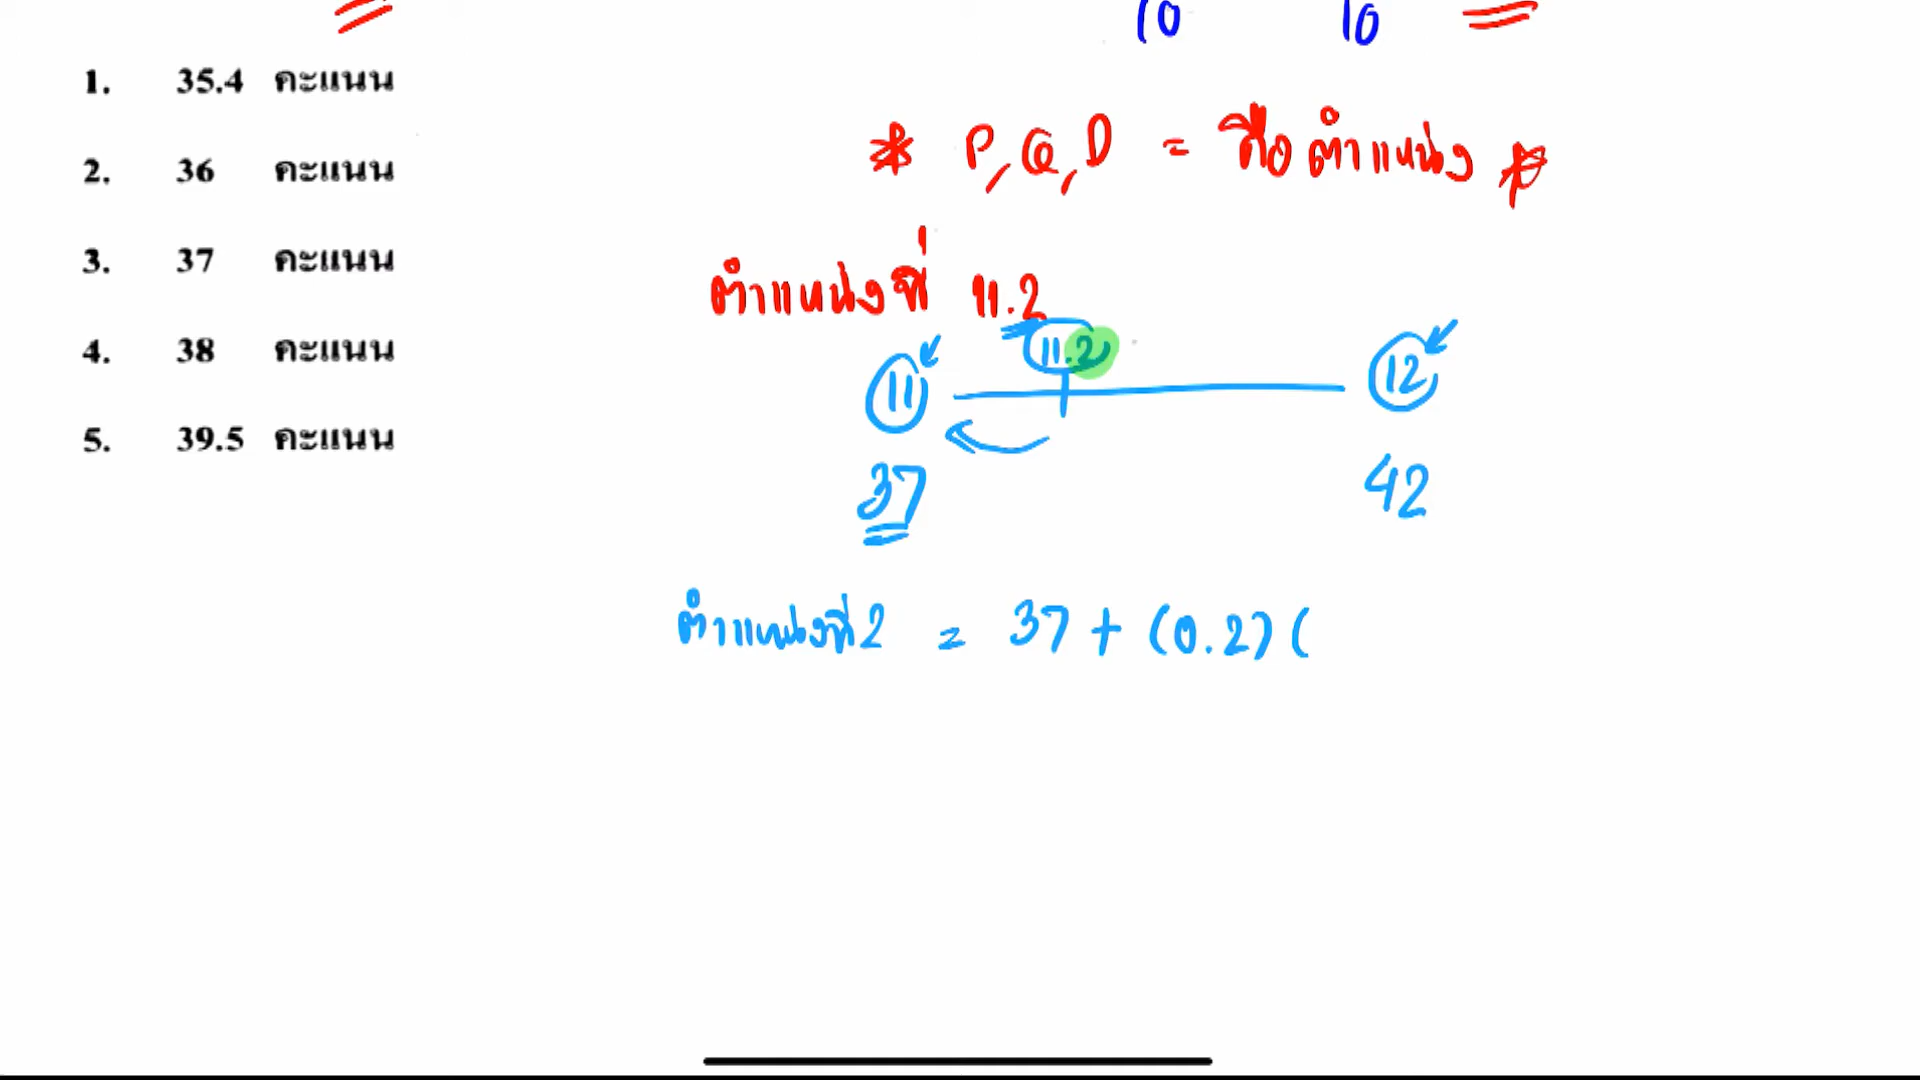 10 10
1. 35.4 คะแนน
* P, Q, D = คือตำแหน่ง *
2. 36 คะแนน
3. 37 คะแนน
ตำแหน่งที่ 11.2
4. 38 คะแนน
11 11.2 12
5. 39.5 คะแนน
37 42
ตำแหน่งที่2 = 37 + (0.2) (